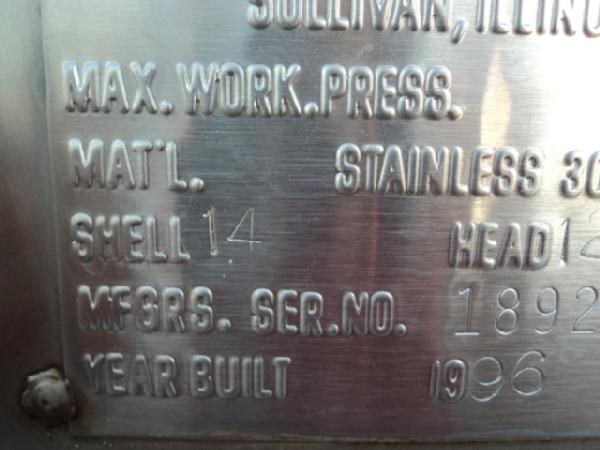 SULLIVAN, ILLINO
MAX. WORK. PRESS.
MAT'L. STAINLESS 30
SHELL 14 HEAD 12
MFGRS. SER. NO. 1892
YEAR BUILT 1996